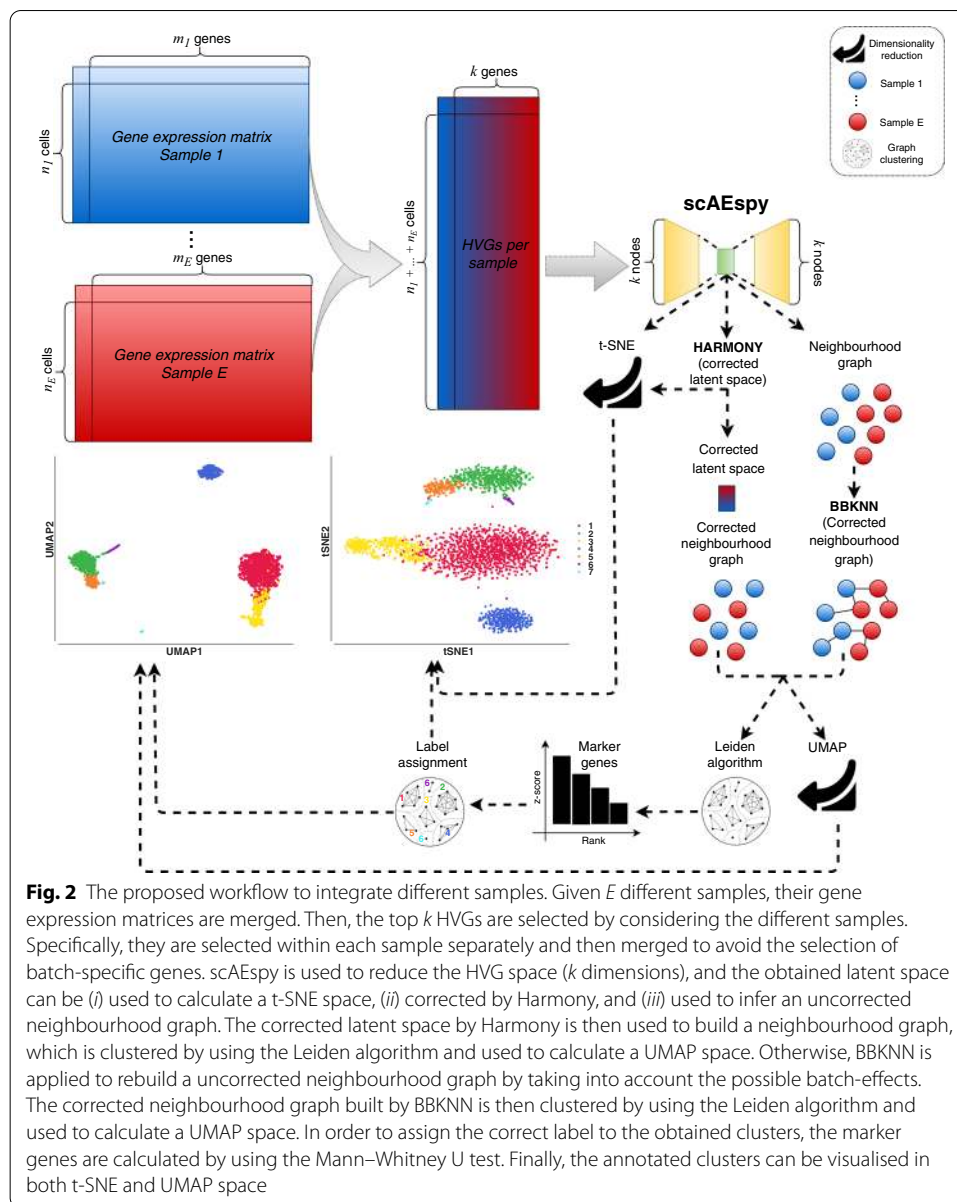 m1 genes
n1 cells
Gene expression matrix
Sample 1
mE genes
nE cells
Gene expression matrix
Sample E
k genes
n1 + ... + nE cells
HVGs per
sample
Dimensionality
reduction
Sample 1
Sample E
Graph
clustering
scAEspy
k nodes
k nodes
t-SNE
HARMONY
(corrected
latent space)
Neighbourhood
graph
Corrected
latent space
BBKNN
(Corrected
neighbourhood
graph)
Corrected
neighbourhood
graph
UMAP2
UMAP1
tSNE2
tSNE1
1
2
3
4
5
6
7
Label
assignment
1
6
2
3
5
6
4
Marker
genes
z-score
Rank
Leiden
algorithm
UMAP
Fig. 2 The proposed workflow to integrate different samples. Given E different samples, their gene
expression matrices are merged. Then, the top k HVGs are selected by considering the different samples.
Specifically, they are selected within each sample separately and then merged to avoid the selection of
batch-specific genes. scAEspy is used to reduce the HVG space (k dimensions), and the obtained latent space
can be (i) used to calculate a t-SNE space, (ii) corrected by Harmony, and (iii) used to infer an uncorrected
neighbourhood graph. The corrected latent space by Harmony is then used to build a neighbourhood graph,
which is clustered by using the Leiden algorithm and used to calculate a UMAP space. Otherwise, BBKNN is
applied to rebuild a uncorrected neighbourhood graph by taking into account the possible batch-effects.
The corrected neighbourhood graph built by BBKNN is then clustered by using the Leiden algorithm and
used to calculate a UMAP space. In order to assign the correct label to the obtained clusters, the marker
genes are calculated by using the Mann–Whitney U test. Finally, the annotated clusters can be visualised in
both t-SNE and UMAP space